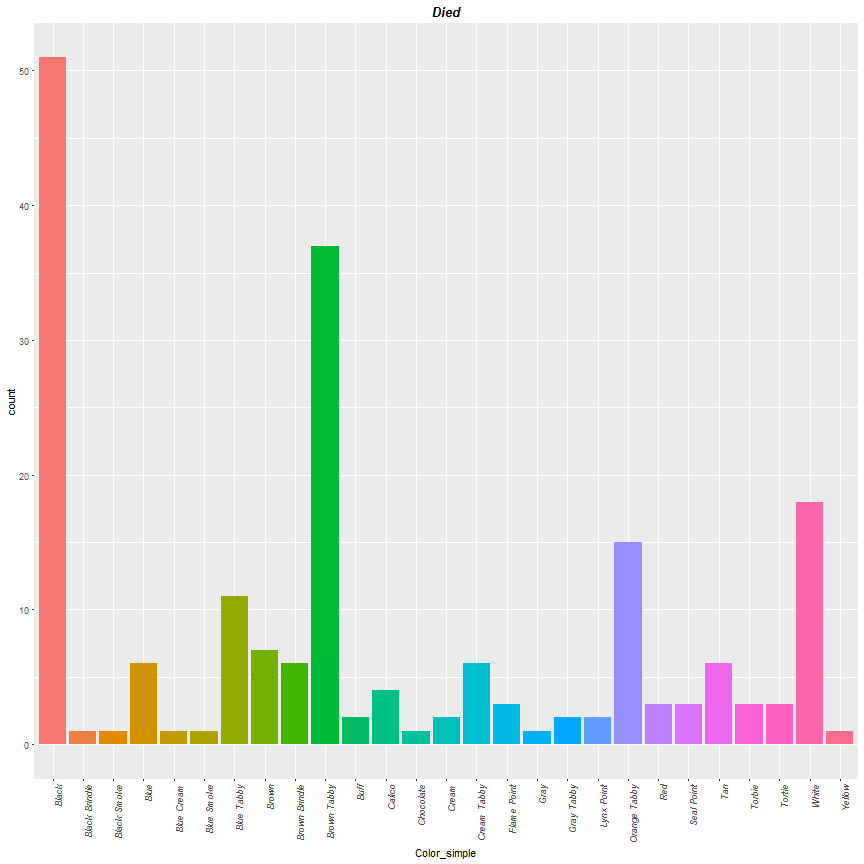 Died
50
40
30
20
10
0
count
Black
Black Brindle
Black Smoke
Blue
Blue Cream
Blue Smoke
Blue Tabby
Brown
Brown Brindle
Brown Tabby
Buff
Calico
Chocolate
Cream
Cream Tabby
Flame Point
Gray
Gray Tabby
Lynx Point
Orange Tabby
Red
Seal Point
Tan
Torbie
Tortie
White
Yellow
Color_simple